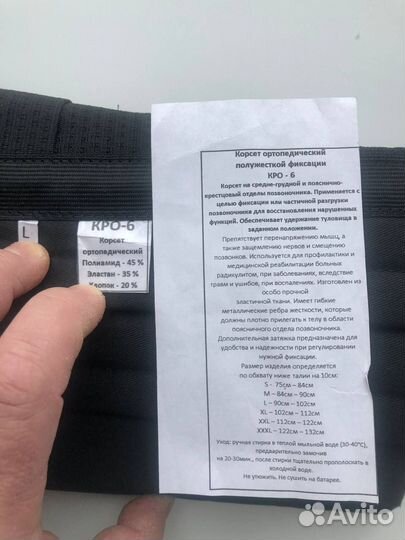 L
КРО-6
Корсет
ортопедический
Полиамид - 45 %
Эластан - 35 %
Хлопок - 20 %
Корсет ортопедический
полужесткой фиксации
КРО - 6
Корсет на средне-грудной и пояснично-
крестцовый отделы позвоночника. Применяется с
целью фиксации или частичной разгрузки
позвоночника для восстановления нарушенных
функций. Обеспечивает удержание туловища в
заданном положении.
Препятствует перенапряжению мышц, а
также защемлению нервов и смещению
позвонков. Используется для профилактики и
медицинской реабилитации больных
радикулитом, при заболеваниях, вследствие
травм и ушибов, при воспалениях. Изготовлен из
особо прочной
эластичной ткани. Имеет гибкие
металлические ребра жесткости, которые
должны плотно прилегать к телу в области
поясничного отдела позвоночника.
Дополнительная затяжка предназначена для
удобства и надежности при регулировании
нужной фиксации.
Размер изделия определяется
по обхвату ниже талии на 10см:
S - 75см – 84см
M – 84см – 90см
L – 90см – 102см
XL – 102см – 112см
XXL – 112см – 122см
XXXL – 122см – 132см
Уход: ручная стирка в теплой мыльной воде (30-40°С),
предварительно замочив
на 20-30мин., после стирки тщательно прополоскать в
холодной воде.
Не утюжить. Не сушить на батарее.
Avito